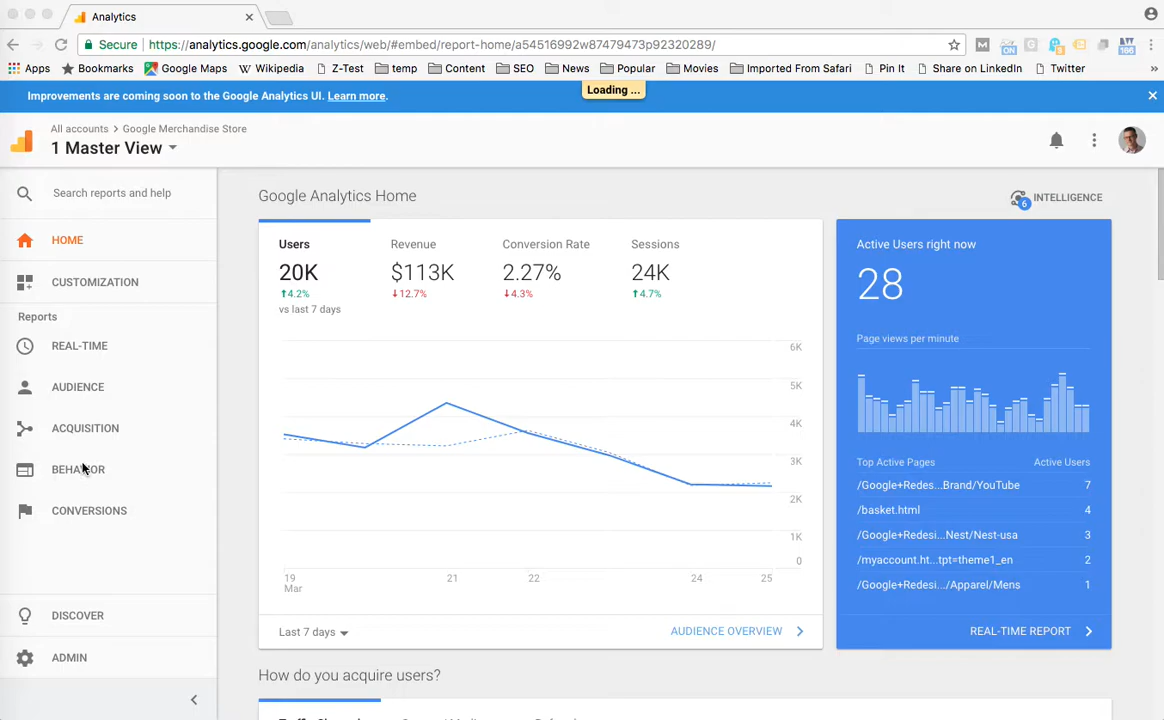 Analytics
Secure https://analytics.google.com/analytics/web/#embed/report-home/a54516992w87479473p92320289/
Apps Bookmarks Google Maps Wikipedia Z-Test temp Content SEO News Popular Movies Imported From Safari Pin It Share on LinkedIn Twitter »
Improvements are coming soon to the Google Analytics UI. Learn more.
Loading ...
All accounts > Google Merchandise Store
1 Master View
Search reports and help
HOME
CUSTOMIZATION
Reports
REAL-TIME
AUDIENCE
ACQUISITION
BEHAVIOR
CONVERSIONS
DISCOVER
ADMIN
Google Analytics Home
6 INTELLIGENCE
Users Revenue Conversion Rate Sessions
20K $113K 2.27% 24K
↑4.2% ↓12.7% ↓4.3% ↑4.7%
vs last 7 days
6K
5K
4K
3K
2K
1K
0
19 21 22 24 25
Mar
Last 7 days
AUDIENCE OVERVIEW
Active Users right now
28
Page views per minute
Top Active Pages Active Users
/Google+Redes...Brand/YouTube 7
/basket.html 4
/Google+Redesi...Nest/Nest-usa 3
/myaccount.ht...tpt=theme1_en 2
/Google+Redesi.../Apparel/Mens 1
REAL-TIME REPORT
How do you acquire users?